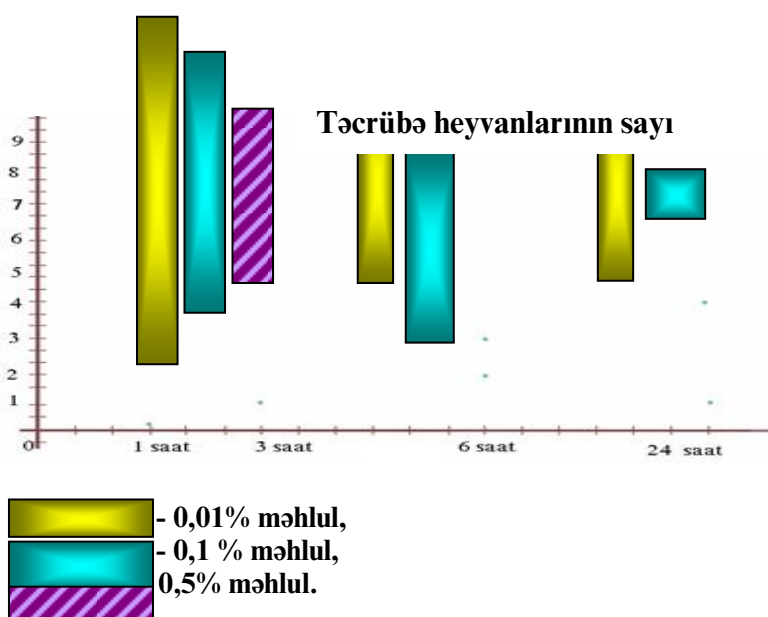 Təcrübə heyvanlarının sayı
9
8
7
6
5
4
3
2
1
0
1 saat
3 saat
6 saat
24 saat
- 0,01% məhlul,
- 0,1 % məhlul,
0,5% məhlul.